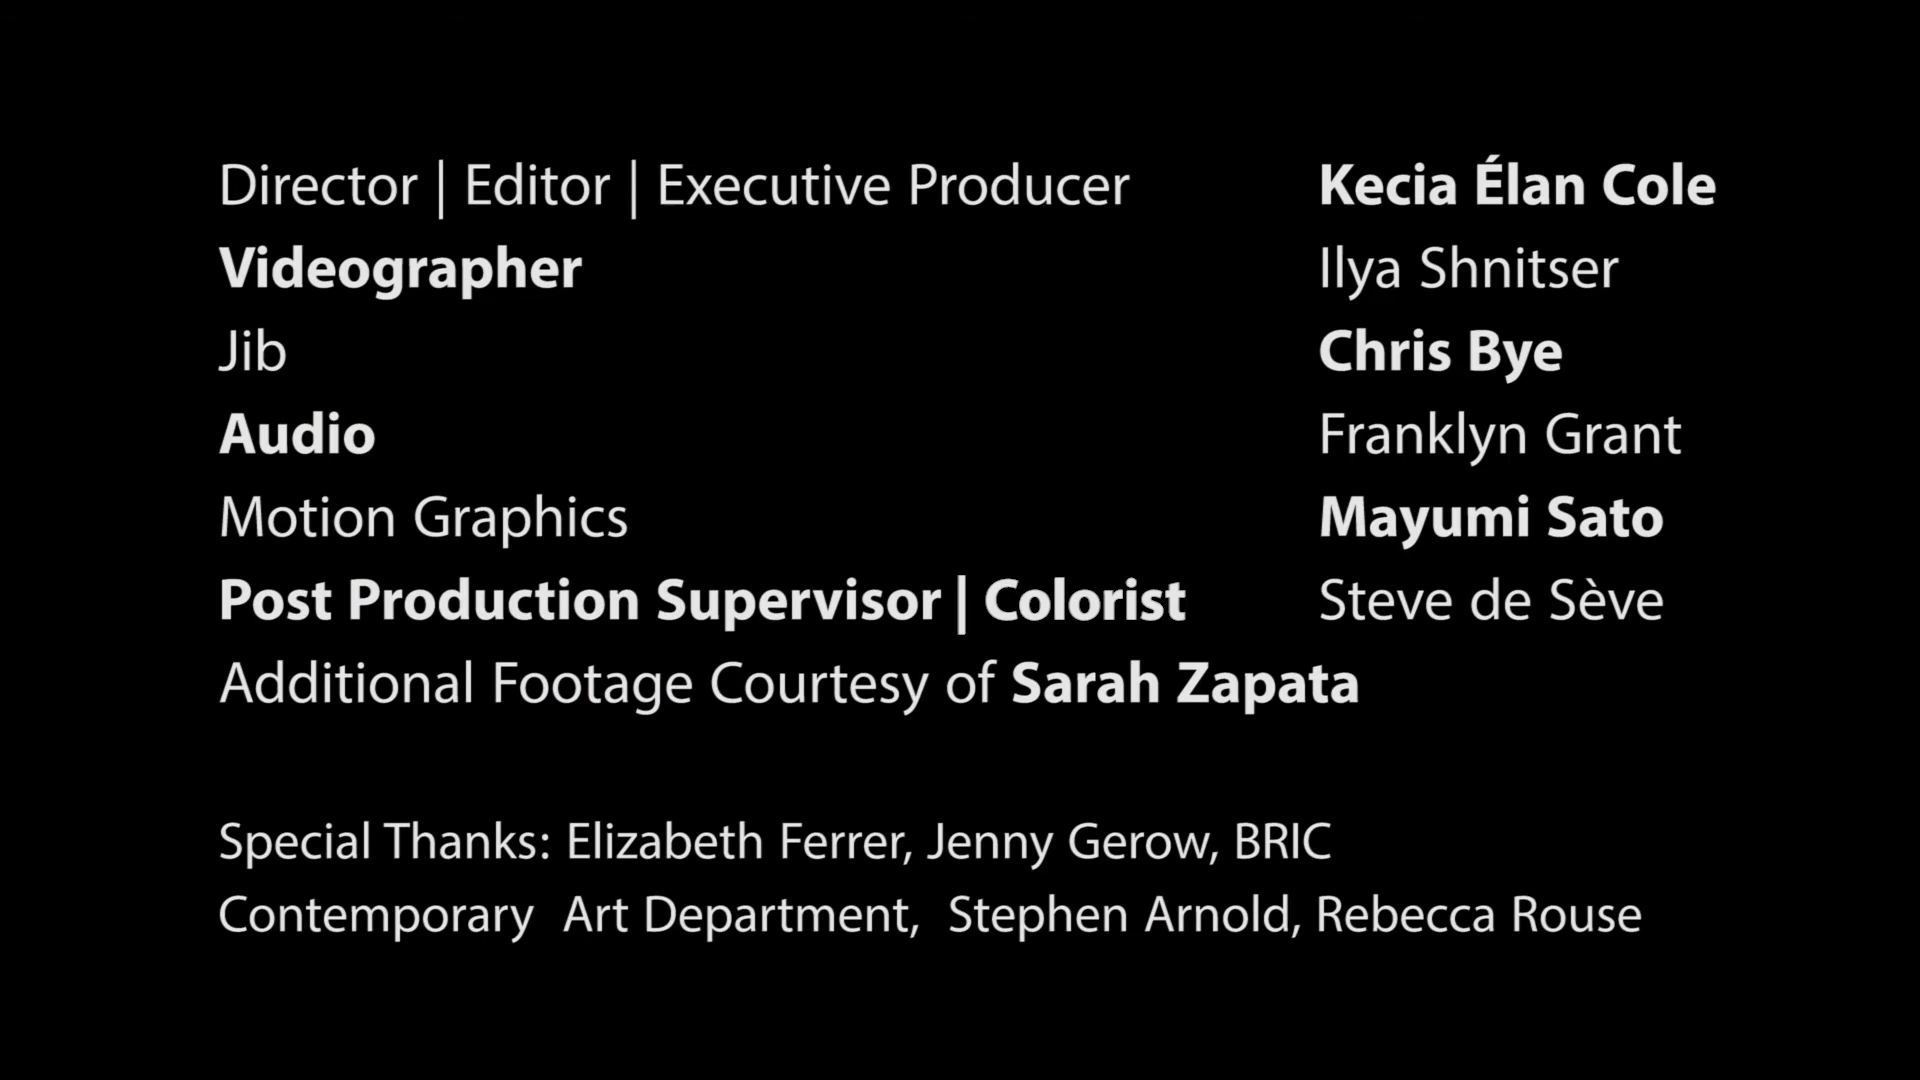 Director | Editor | Executive Producer Kecia Élan Cole
Videographer Ilya Shnitser
Jib Chris Bye
Audio Franklyn Grant
Motion Graphics Mayumi Sato
Post Production Supervisor | Colorist Steve de Sève
Additional Footage Courtesy of Sarah Zapata
Special Thanks: Elizabeth Ferrer, Jenny Gerow, BRIC
Contemporary Art Department, Stephen Arnold, Rebecca Rouse